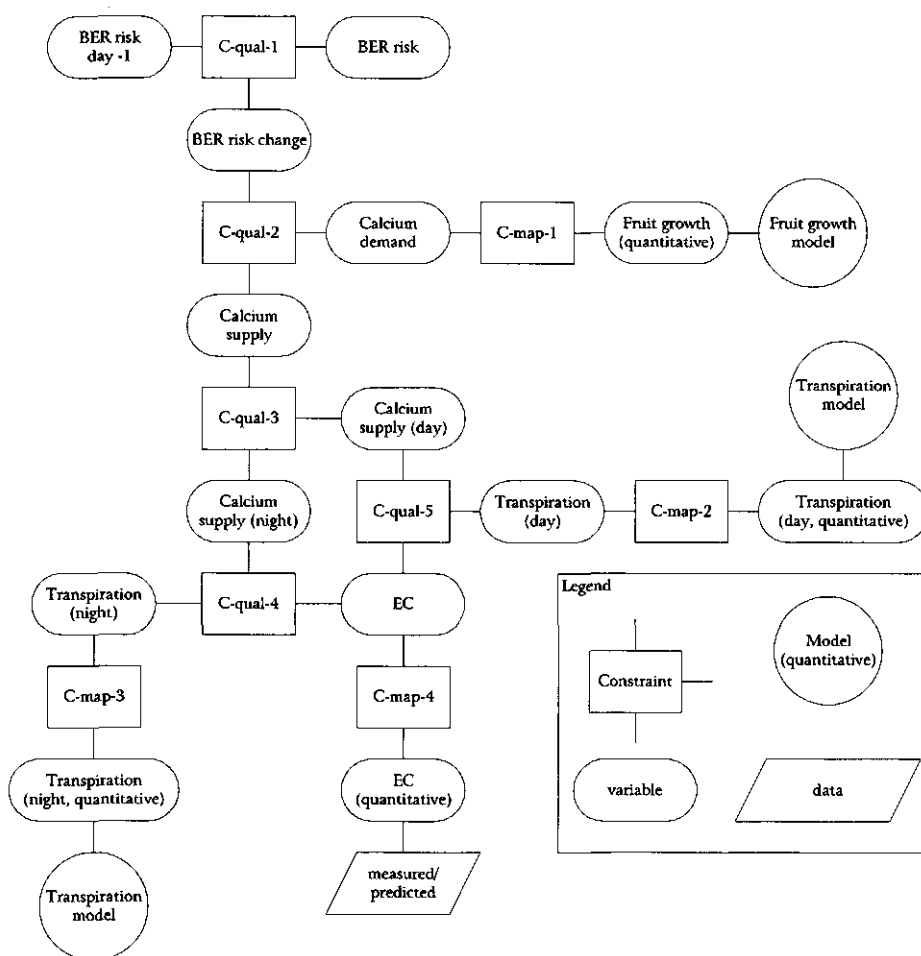 BER risk
day -1
C-qual-1
BER risk
BER risk change
C-qual-2
Calcium
demand
C-map-1
Fruit growth
(quantitative)
Fruit growth
model
Calcium
supply
Transpiration
model
C-qual-3
Calcium
supply (day)
Calcium
supply (night)
C-qual-5
Transpiration
(day)
C-map-2
Transpiration
(day, quantitative)
Transpiration
(night)
C-qual-4
EC
C-map-3
C-map-4
Transpiration
(night, quantitative)
EC
(quantitative)
Transpiration
model
measured/
predicted
Legend
Constraint
Model
(quantitative)
variable
data